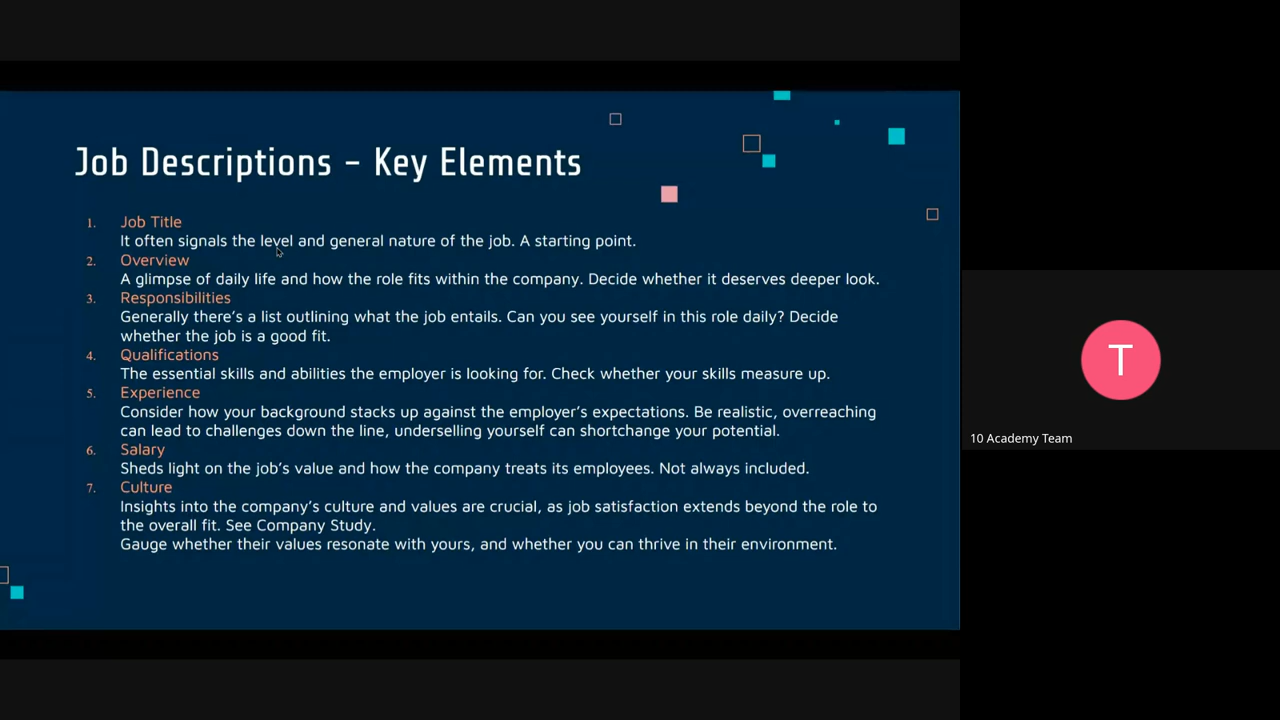 Job Descriptions – Key Elements
1. Job Title
It often signals the level and general nature of the job. A starting point.
2. Overview
A glimpse of daily life and how the role fits within the company. Decide whether it deserves deeper look.
3. Responsibilities
Generally there’s a list outlining what the job entails. Can you see yourself in this role daily? Decide
whether the job is a good fit.
4. Qualifications
The essential skills and abilities the employer is looking for. Check whether your skills measure up.
5. Experience
Consider how your background stacks up against the employer’s expectations. Be realistic, overreaching
can lead to challenges down the line, underselling yourself can shortchange your potential.
6. Salary
Sheds light on the job’s value and how the company treats its employees. Not always included.
7. Culture
Insights into the company’s culture and values are crucial, as job satisfaction extends beyond the role to
the overall fit. See Company Study.
Gauge whether their values resonate with yours, and whether you can thrive in their environment.
T
10 Academy Team